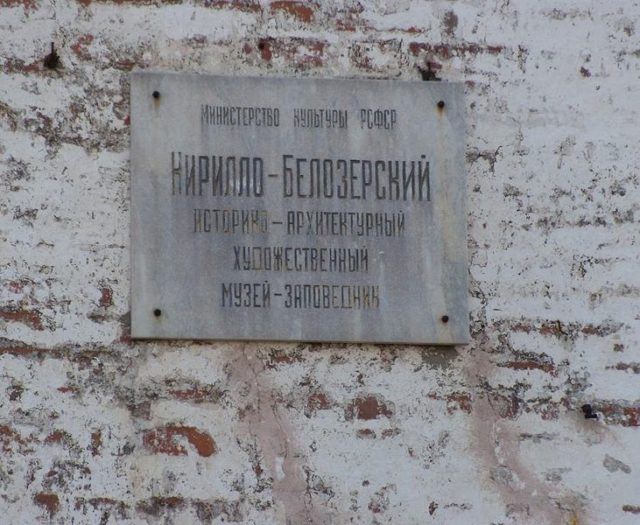 Министерство культуры РСФСР
Кирилло-Белозерский
историко-архитектурный
художественный
музей-заповедник